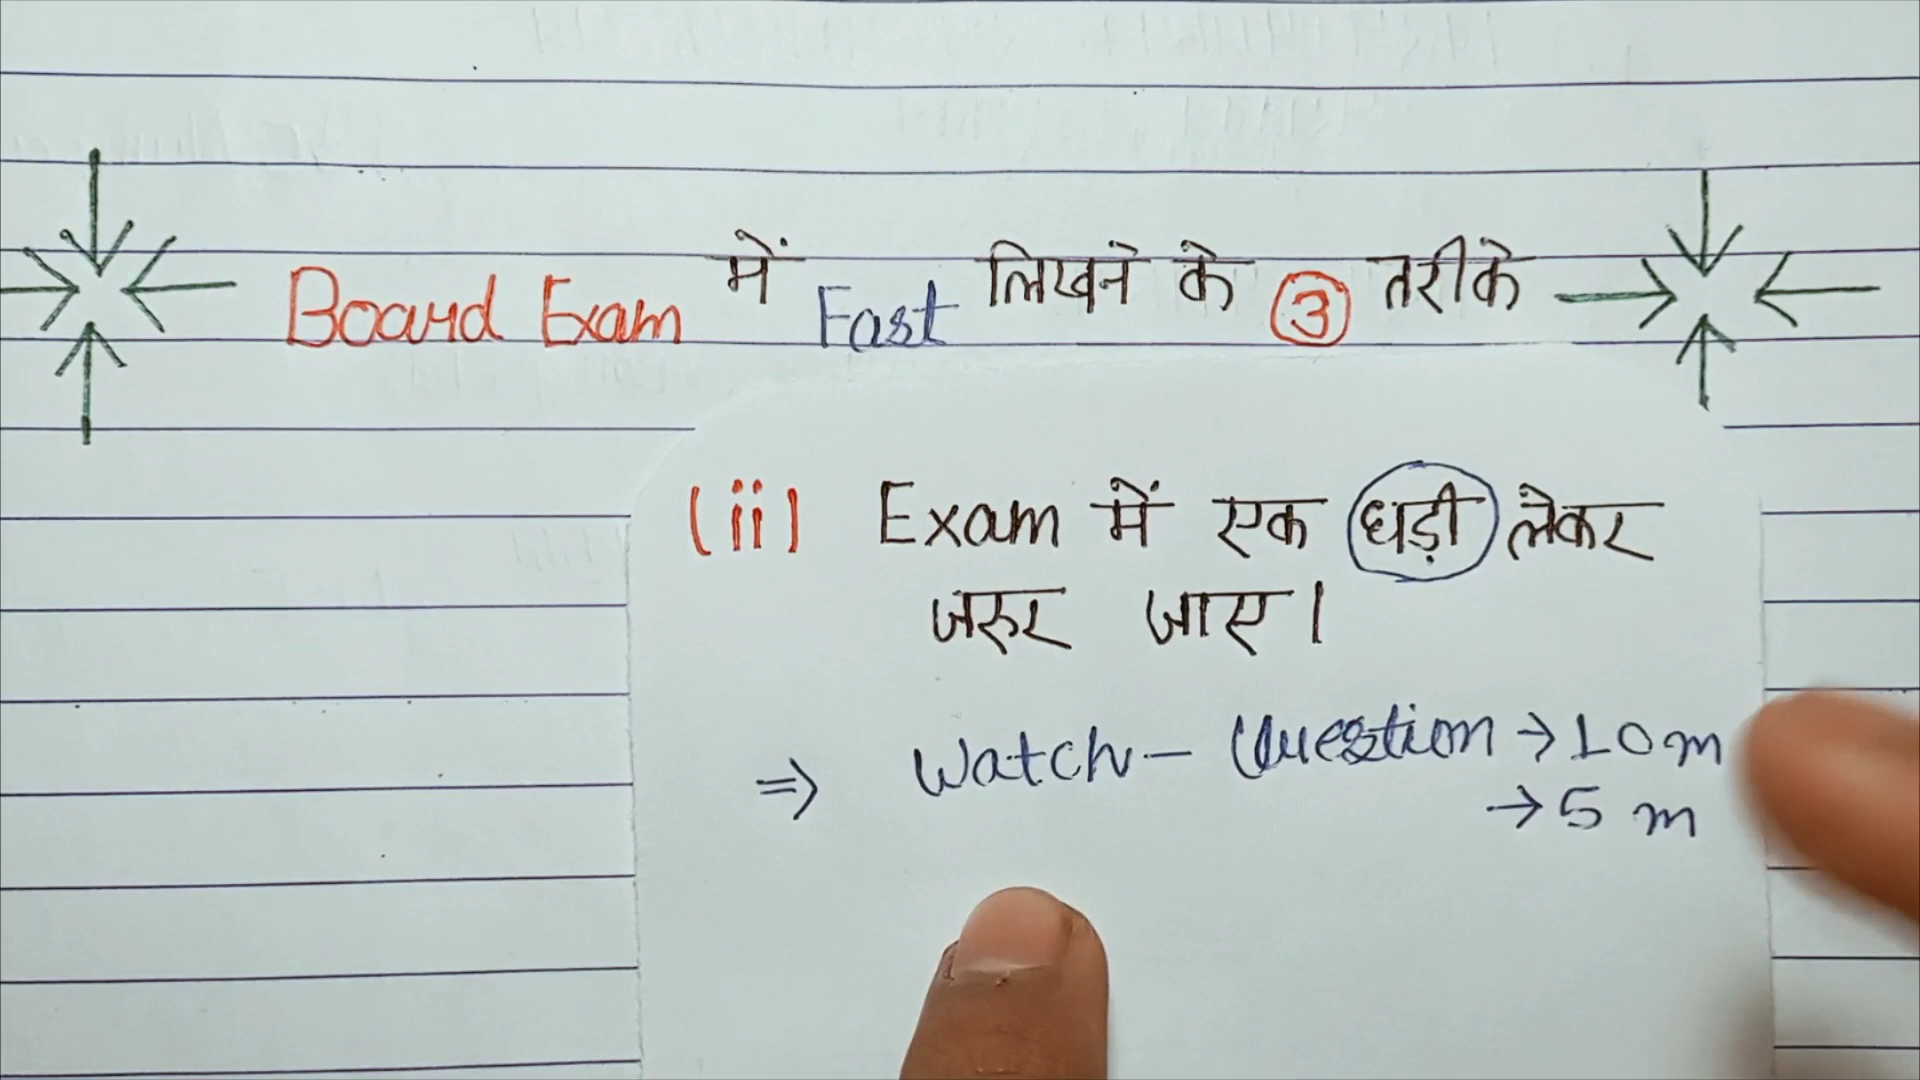 Board Exam में Fast लिखने के 3 तरीके
(ii) Exam में एक घड़ी लेकर
जरुर जाए।
⇒ Watch - Question → 10 m
→ 5 m